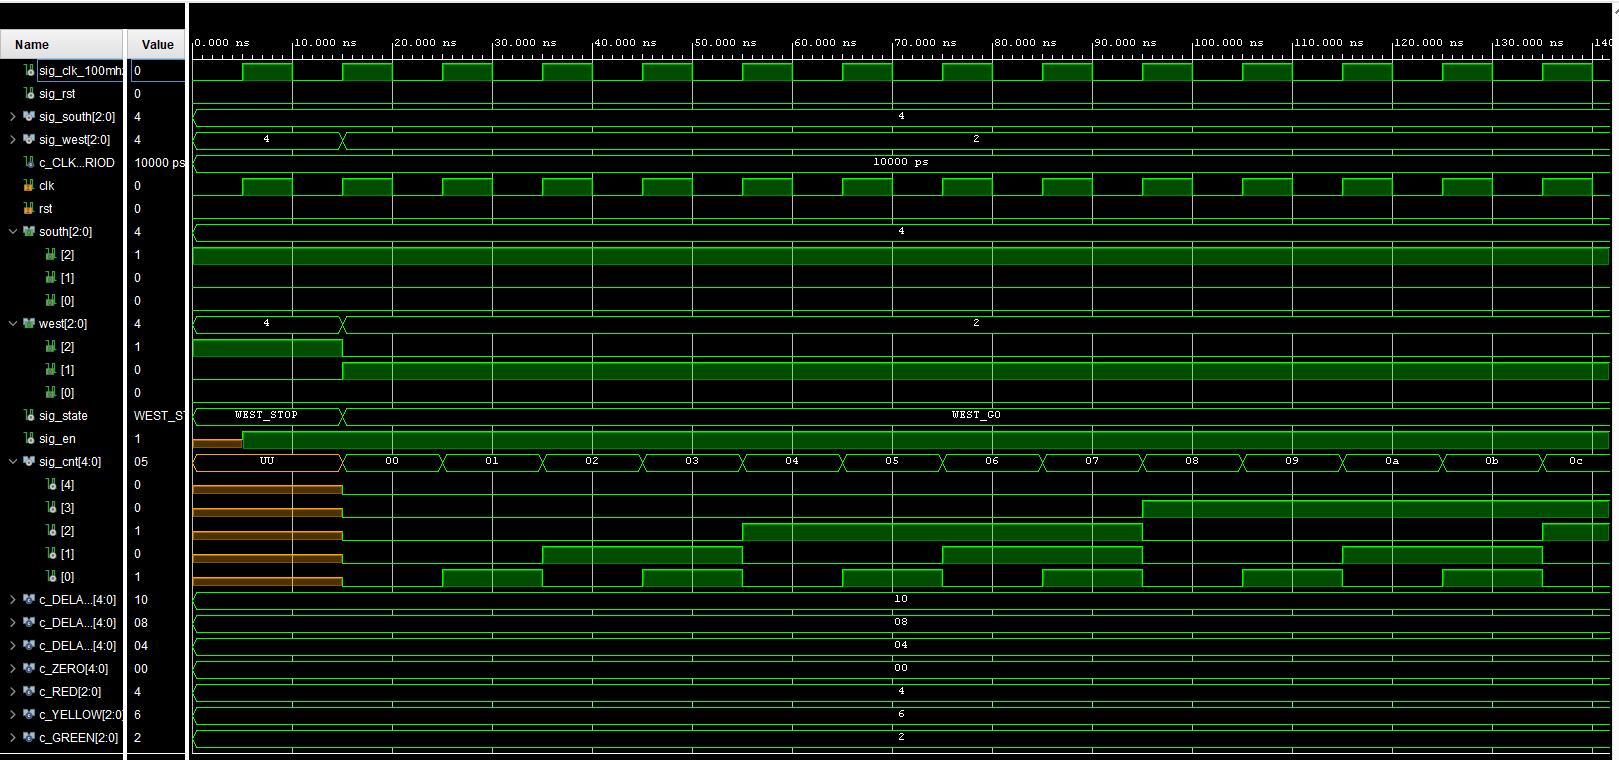 Name Value 0.000 ns 10.000 ns 20.000 ns 30.000 ns 40.000 ns 50.000 ns 60.000 ns 70.000 ns 80.000 ns 90.000 ns 100.000 ns 110.000 ns 120.000 ns 130.000 ns 140
sig_clk_100mh 0
sig_rst 0
sig_south[2:0] 4 4
sig_west[2:0] 4 4 2
c_CLK...RIOD 10000 ps 10000 ps
clk 0
rst 0
south[2:0] 4 4
[2] 1
[1] 0
[0] 0
west[2:0] 4 4 2
[2] 1
[1] 0
[0] 0
sig_state WEST_ST WEST_STOP WEST_GO
sig_en 1
sig_cnt[4:0] 05 UU 00 01 02 03 04 05 06 07 08 09 0a 0b 0c
[4] 0
[3] 0
[2] 1
[1] 0
[0] 1
c_DELA...[4:0] 10 10
c_DELA...[4:0] 08 08
c_DELA...[4:0] 04 04
c_ZERO[4:0] 00 00
c_RED[2:0] 4 4
c_YELLOW[2:0] 6 6
c_GREEN[2:0] 2 2